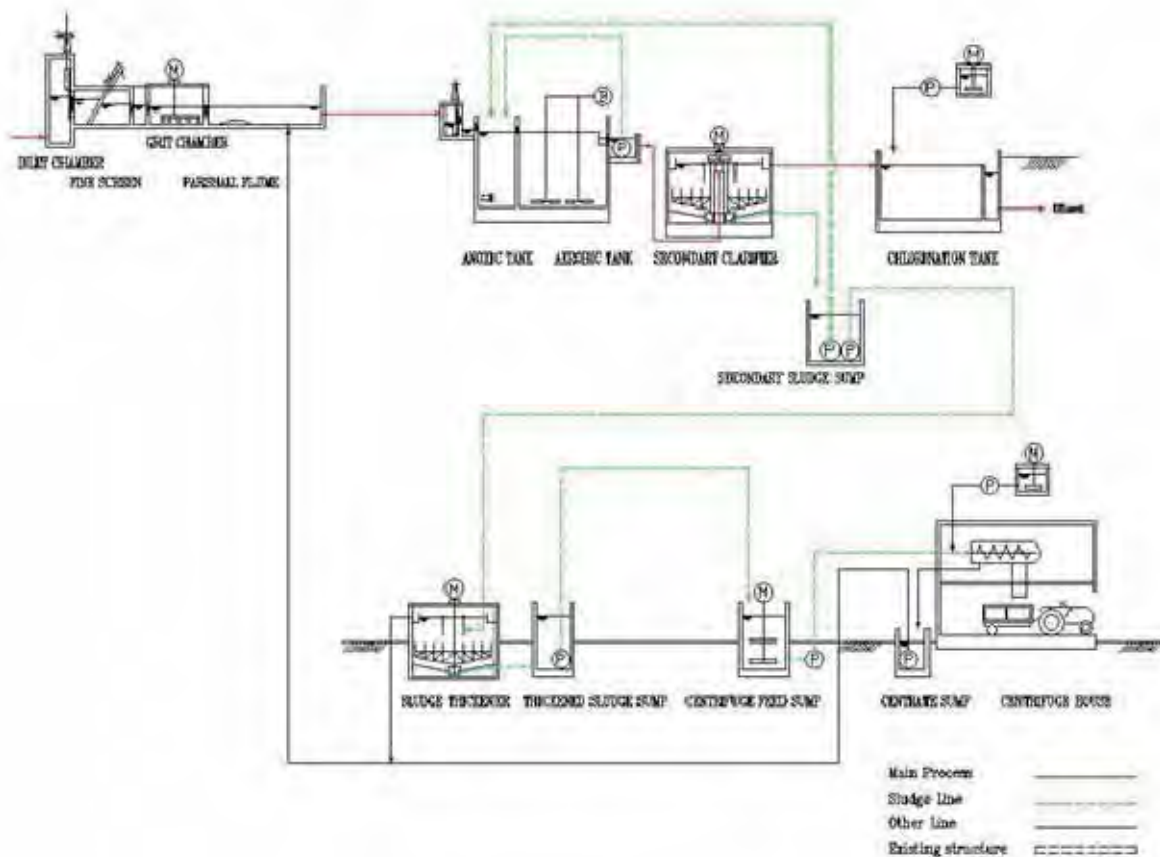 M
P
M
B
P
M
INLET CHAMBER
GRIT CHAMBER
FINE SCREEN
PARSHALL FLUME
ANOXIC TANK
AEROBIC TANK
SECONDARY CLARIFIER
CHLORINATION TANK
Effluent
P
P
SECONDARY SLUDGE SUMP
M
P
M
P
M
P
P
SLUDGE THICKENER
THICKENED SLUDGE SUMP
CENTRIFUGE FEED SUMP
CENTRATE SUMP
CENTRIFUGE HOUSE
Main Process
Sludge Line
Other Line
Existing structure